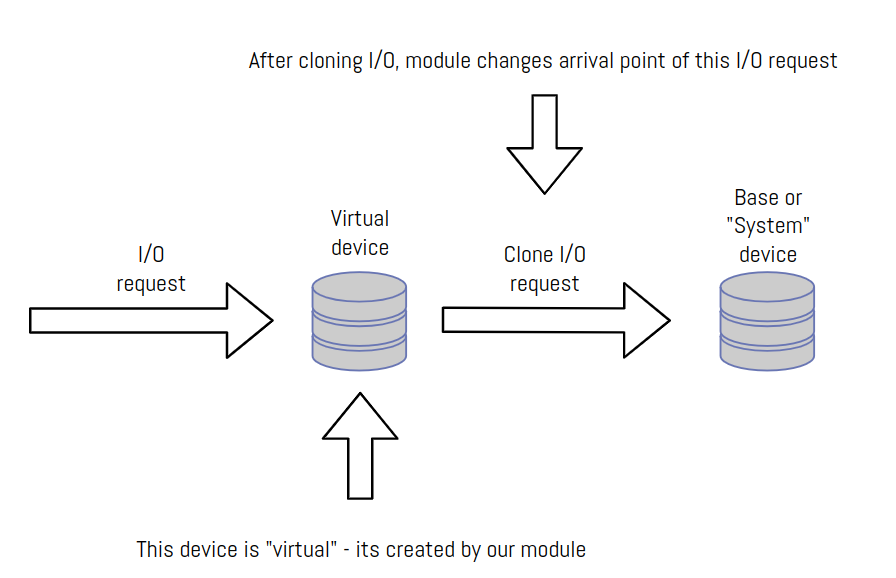 After cloning I/O, module changes arrival point of this I/O request
Base or
"System"
device
Virtual
device
I/O
request
Clone I/O
request
This device is "virtual" - its created by our module